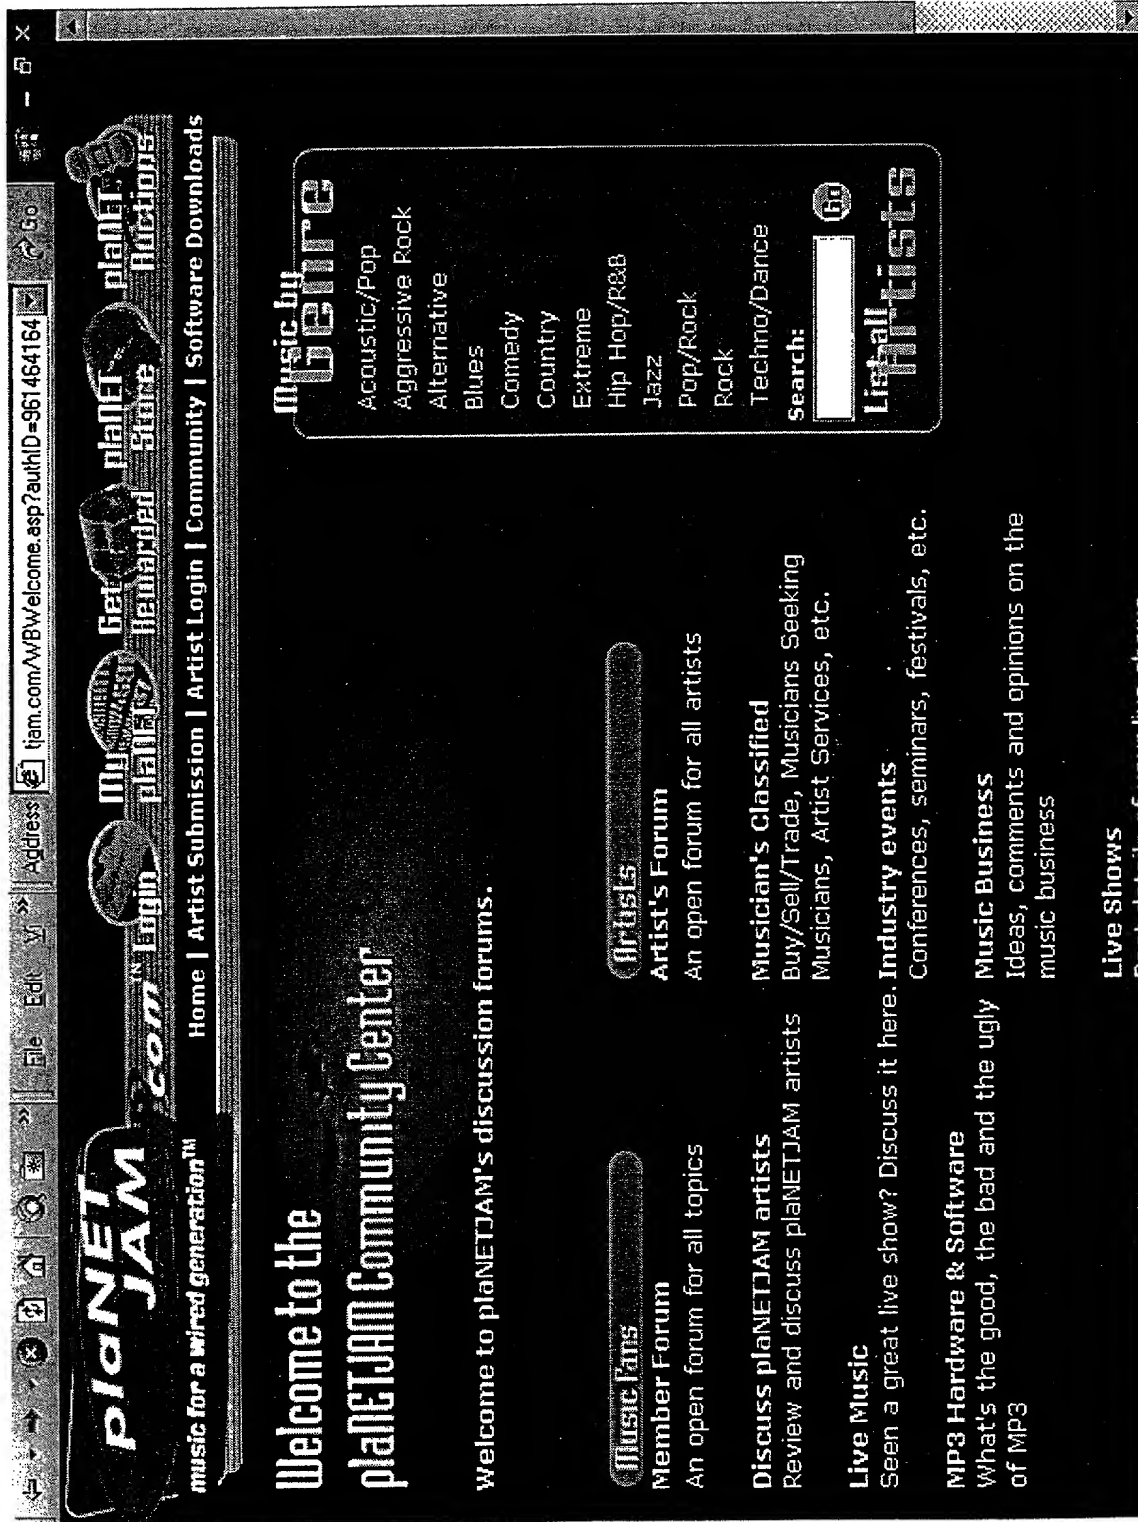 File Edit V » Address tjam.com/WBWelcome.asp?authID=961464164 Go
plaNET JAM .com™
Login
My plaNET
Get Rewarded
plaNET Store
plaNET Auctions
music for a wired generation™
Home | Artist Submission | Artist Login | Community | Software Downloads
Welcome to the
plaNETJAM Community Center
Welcome to plaNETJAM's discussion forums.
Music Fans
Member Forum
An open forum for all topics
Discuss plaNETJAM artists
Review and discuss plaNETJAM artists
Live Music
Seen a great live show? Discuss it here.
MP3 Hardware & Software
What's the good, the bad and the ugly
of MP3
Artists
Artist's Forum
An open forum for all artists
Musician's Classified
Buy/Sell/Trade, Musicians Seeking
Musicians, Artist Services, etc.
Industry events
Conferences, seminars, festivals, etc.
Music Business
Ideas, comments and opinions on the
music business
Live Shows
Music by
Genre
Acoustic/Pop
Aggressive Rock
Alternative
Blues
Comedy
Country
Extreme
Hip Hop/R&B
Jazz
Pop/Rock
Rock
Techno/Dance
Search:
Go
List all
Artists